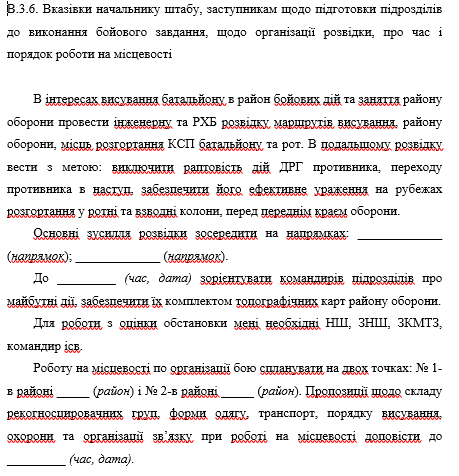 В.3.6. Вказівки начальнику штабу, заступникам щодо підготовки підрозділів
до виконання бойового завдання, щодо організації розвідки, про час і
порядок роботи на місцевості
В інтересах висування батальйону в район бойових дій та заняття району
оборони провести інженерну та РХБ розвідку маршрутів висування, району
оборони, місць розгортання КСП батальйону та рот. В подальшому розвідку
вести з метою: виключити раптовість дій ДРГ противника, переходу
противника в наступ, забезпечити його ефективне ураження на рубежах
розгортання у ротні та взводні колони, перед переднім краєм оборони.
Основні зусилля розвідки зосередити на напрямках: _____________
(напрямок); _____________ (напрямок).
До _________ (час, дата) зорієнтувати командирів підрозділів про
майбутні дії, забезпечити їх комплектом топографічних карт району оборони.
Для роботи з оцінки обстановки мені необхідні НШ, ЗНШ, ЗКМТЗ,
командир ісв.
Роботу на місцевості по організації бою спланувати на двох точках: № 1-
в районі _____ (район) і № 2-в районі _____ (район). Пропозиції щодо складу
рекогносцировачних груп, форми одягу, транспорт, порядку висування,
охорони та організації зв’язку при роботі на місцевості доповісти до
_________ (час, дата).